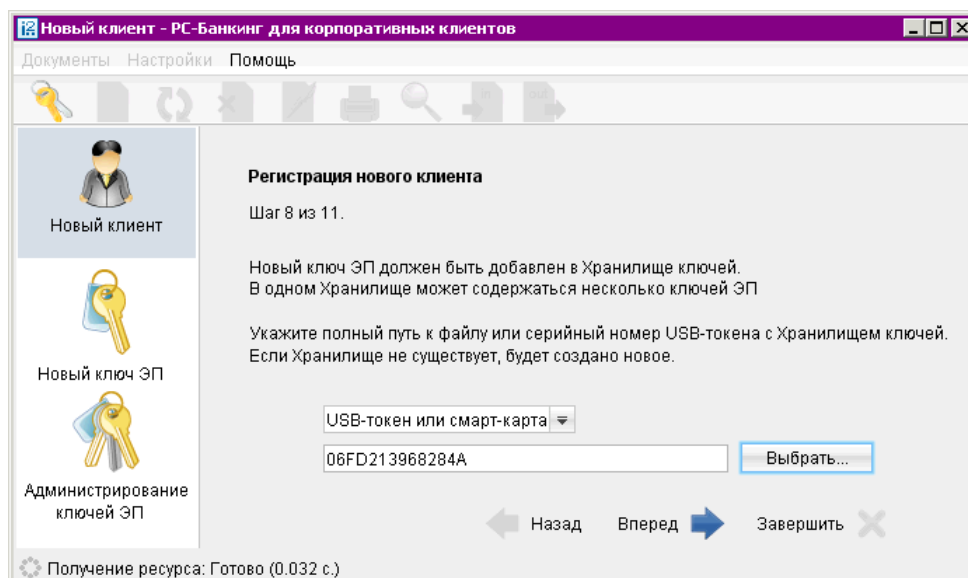 Новый клиент - РС-Банкинг для корпоративных клиентов
Документы Настройки Помощь
in out
Новый клиент
Новый ключ ЭП
Администрирование
ключей ЭП
Регистрация нового клиента
Шаг 8 из 11.
Новый ключ ЭП должен быть добавлен в Хранилище ключей.
В одном Хранилище может содержаться несколько ключей ЭП
Укажите полный путь к файлу или серийный номер USB-токена с Хранилищем ключей.
Если Хранилище не существует, будет создано новое.
USB-токен или смарт-карта
06FD213968284A
Выбрать...
Назад Вперед Завершить
Получение ресурса: Готово (0.032 с.)